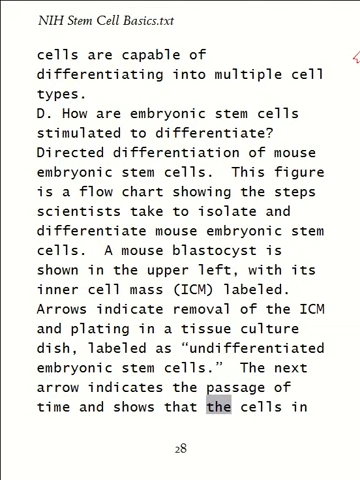 NIH Stem Cell Basics.txt
cells are capable of
differentiating into multiple cell
types.
D. How are embryonic stem cells
stimulated to differentiate?
Directed differentiation of mouse
embryonic stem cells.  This figure
is a flow chart showing the steps
scientists take to isolate and
differentiate mouse embryonic stem
cells.  A mouse blastocyst is
shown in the upper left, with its
inner cell mass (ICM) labeled.
Arrows indicate removal of the ICM
and plating in a tissue culture
dish, labeled as “undifferentiated
embryonic stem cells.”  The next
arrow indicates the passage of
time and shows that the cells in
28